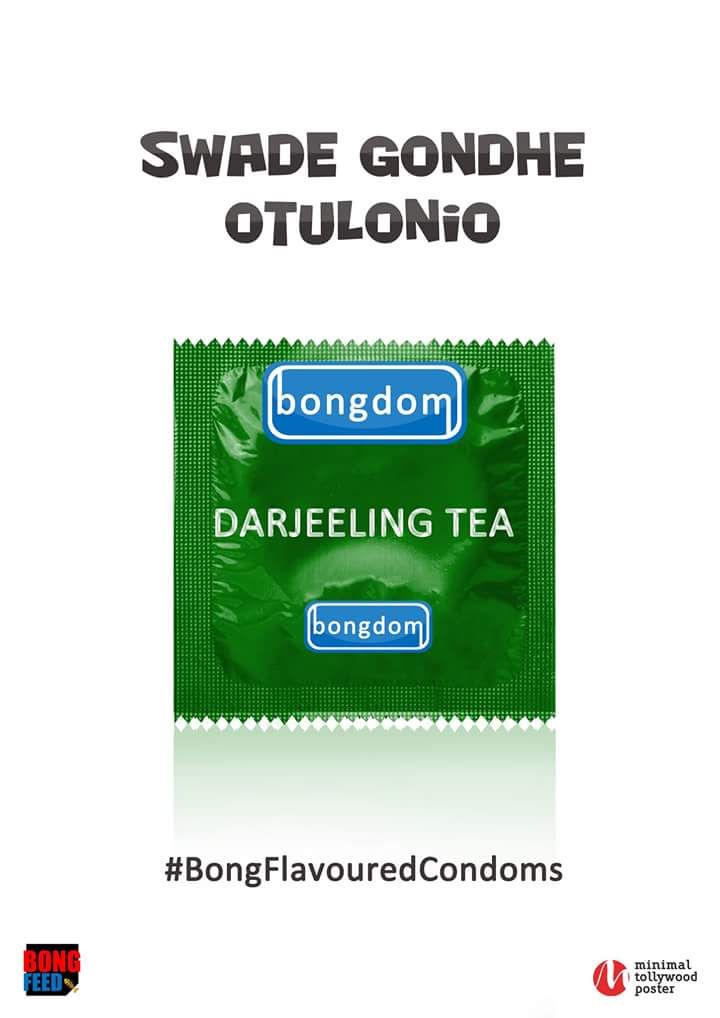 SWADE GONDHE
OTULONiO
bongdom
DARJEELING TEA
bongdom
#BongFlavouredCondoms
BONG
FEED
minimal
tollywood
poster